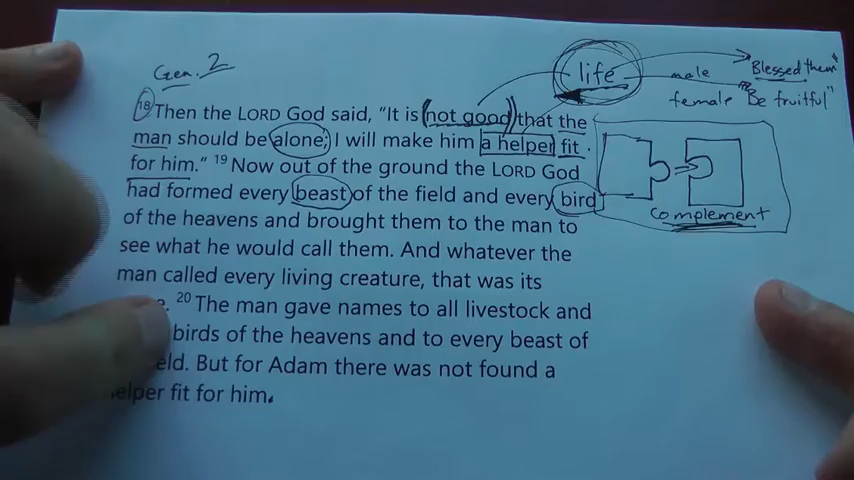 Gen. 2
life
male
female
"Blessed them"
"Be fruitful"
complement
18 Then the LORD God said, "It is not good that the
man should be alone; I will make him a helper fit
for him." 19 Now out of the ground the LORD God
had formed every beast of the field and every bird
of the heavens and brought them to the man to
see what he would call them. And whatever the
man called every living creature, that was its
20 The man gave names to all livestock and
birds of the heavens and to every beast of
But for Adam there was not found a
fit for him.